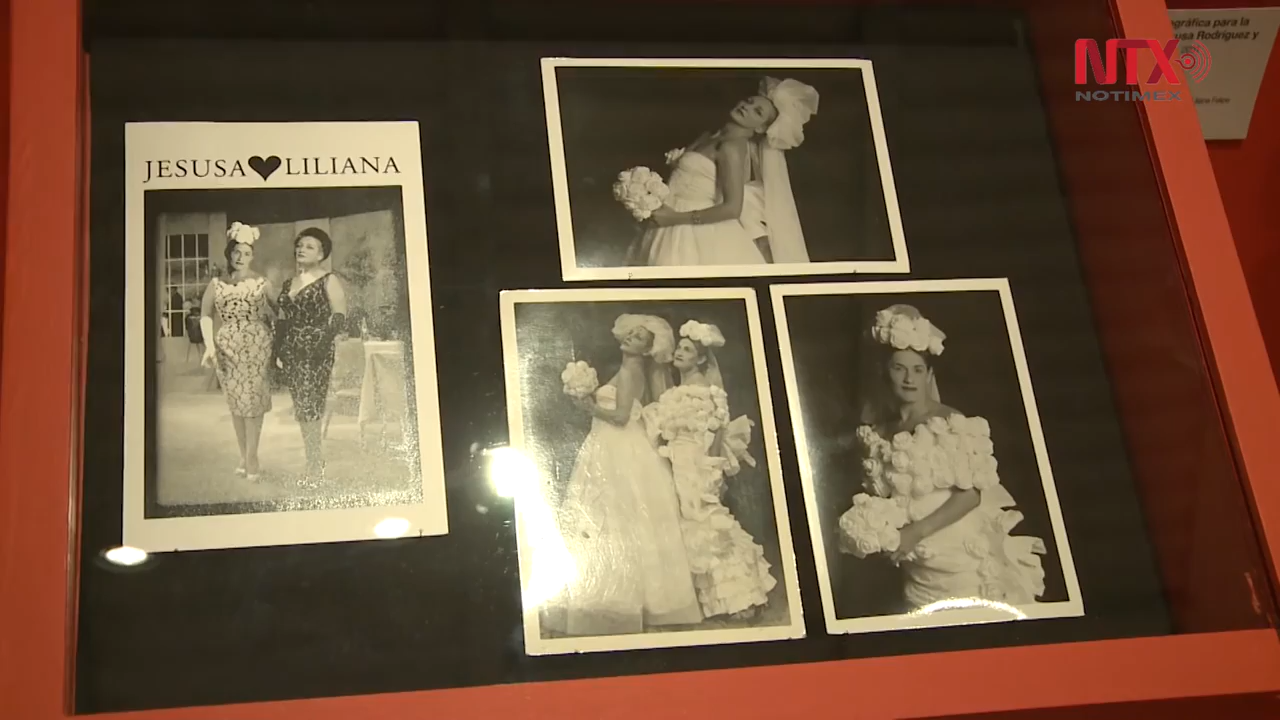 JESUSA♥LILIANA
NTX
NOTIMEX
gráfica para la
usa Rodríguez y